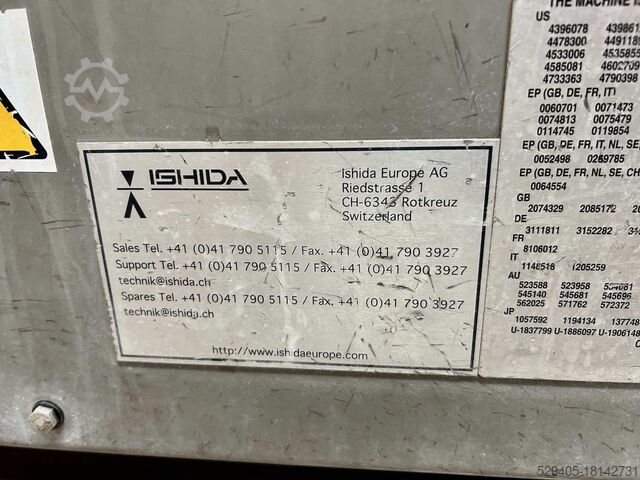 ISHIDA
Ishida Europe AG
Riedstrasse 1
CH-6343 Rotkreuz
Switzerland
Sales Tel. +41 (0)41 790 5115 / Fax. +41 (0)41 790 3927
Support Tel. +41 (0)41 790 5115 / Fax. +41 (0)41 790 3927
technik@ishida.ch
Spares Tel. +41 (0)41 790 5115 / Fax. +41 (0)41 790 3927
technik@ishida.ch
http://www.ishidaeurope.com
THE MACHINE
US
4396078
4478300
4533006 4535855
4585081 4602709
4733363 4790398
EP (GB, DE, FR, IT)
0060701 0071473
0074813 0075479
0114745 0119854
EP (GB, DE, FR, IT, NL, SE,
0052498 0269785
EP (GB, DE, FR, NL, SE, CH
0064554
GB
2074329 2085172
DE
3111811 3152282
FR
8106012
IT
1148518 1205259
AU
523588 523958 534681
545140 545681 545696
562025 571762 572372
JP
1057592 1194134
U-1837799 U-1886097
529405-18142731